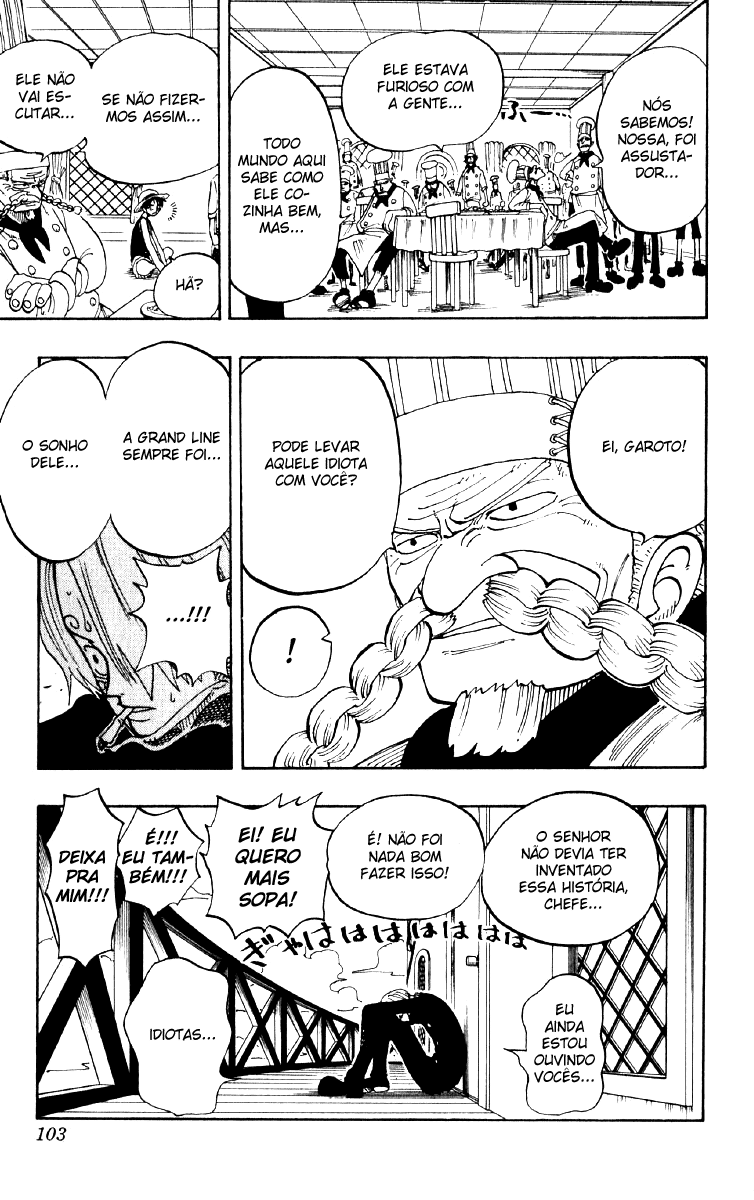 NÓS
SABEMOS!
NOSSA, FOI
ASSUSTA-
DOR...
ELE ESTAVA
FURIOSO COM
A GENTE...
TODO
MUNDO AQUI
SABE COMO
ELE CO-
ZINHA BEM,
MAS...
SE NÃO FIZER-
MOS ASSIM...
ELE NÃO
VAI ES-
CUTAR...
HÃ?
EI, GAROTO!
PODE LEVAR
AQUELE IDIOTA
COM VOCÊ?
!
A GRAND LINE
SEMPRE FOI...
O SONHO
DELE...
...!!!
O SENHOR
NÃO DEVIA TER
INVENTADO
ESSA HISTÓRIA,
CHEFE...
É! NÃO FOI
NADA BOM
FAZER ISSO!
EI! EU
QUERO
MAIS
SOPA!
É!!!
EU TAM-
BÉM!!!
DEIXA
PRA
MIM!!!
ぎゃはははははははは
EU
AINDA
ESTOU
OUVINDO
VOCÊS...
IDIOTAS...
103